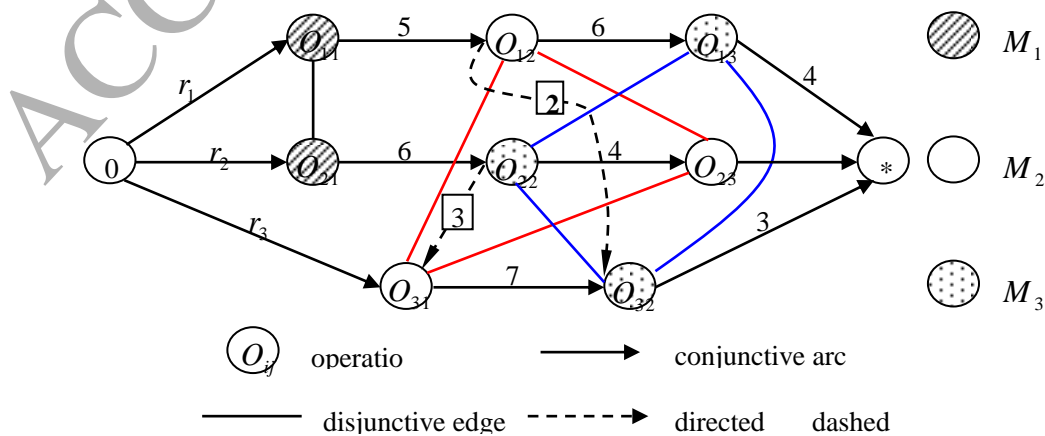 ACC
5
6
O11
O12
O13
M1
r1
2
4
0
r2
O21
6
O22
4
O23
*
M2
3
r3
3
O31
7
O32
M3
Oij operatio conjunctive arc
disjunctive edge directed dashed